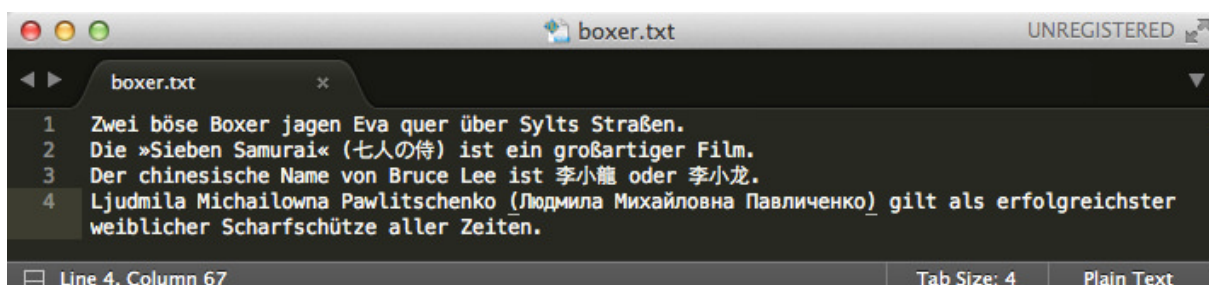 boxer.txt
UNREGISTERED
boxer.txt
1 Zwei böse Boxer jagen Eva quer über Sylts Straßen.
2 Die »Sieben Samurai« (七人の侍) ist ein großartiger Film.
3 Der chinesische Name von Bruce Lee ist 李小龍 oder 李小龙.
4 Ljudmila Michailowna Pawlitschenko (Людмила Михайловна Павличенко) gilt als erfolgreichster
weiblicher Scharfschütze aller Zeiten.
Line 4, Column 67 Tab Size: 4 Plain Text